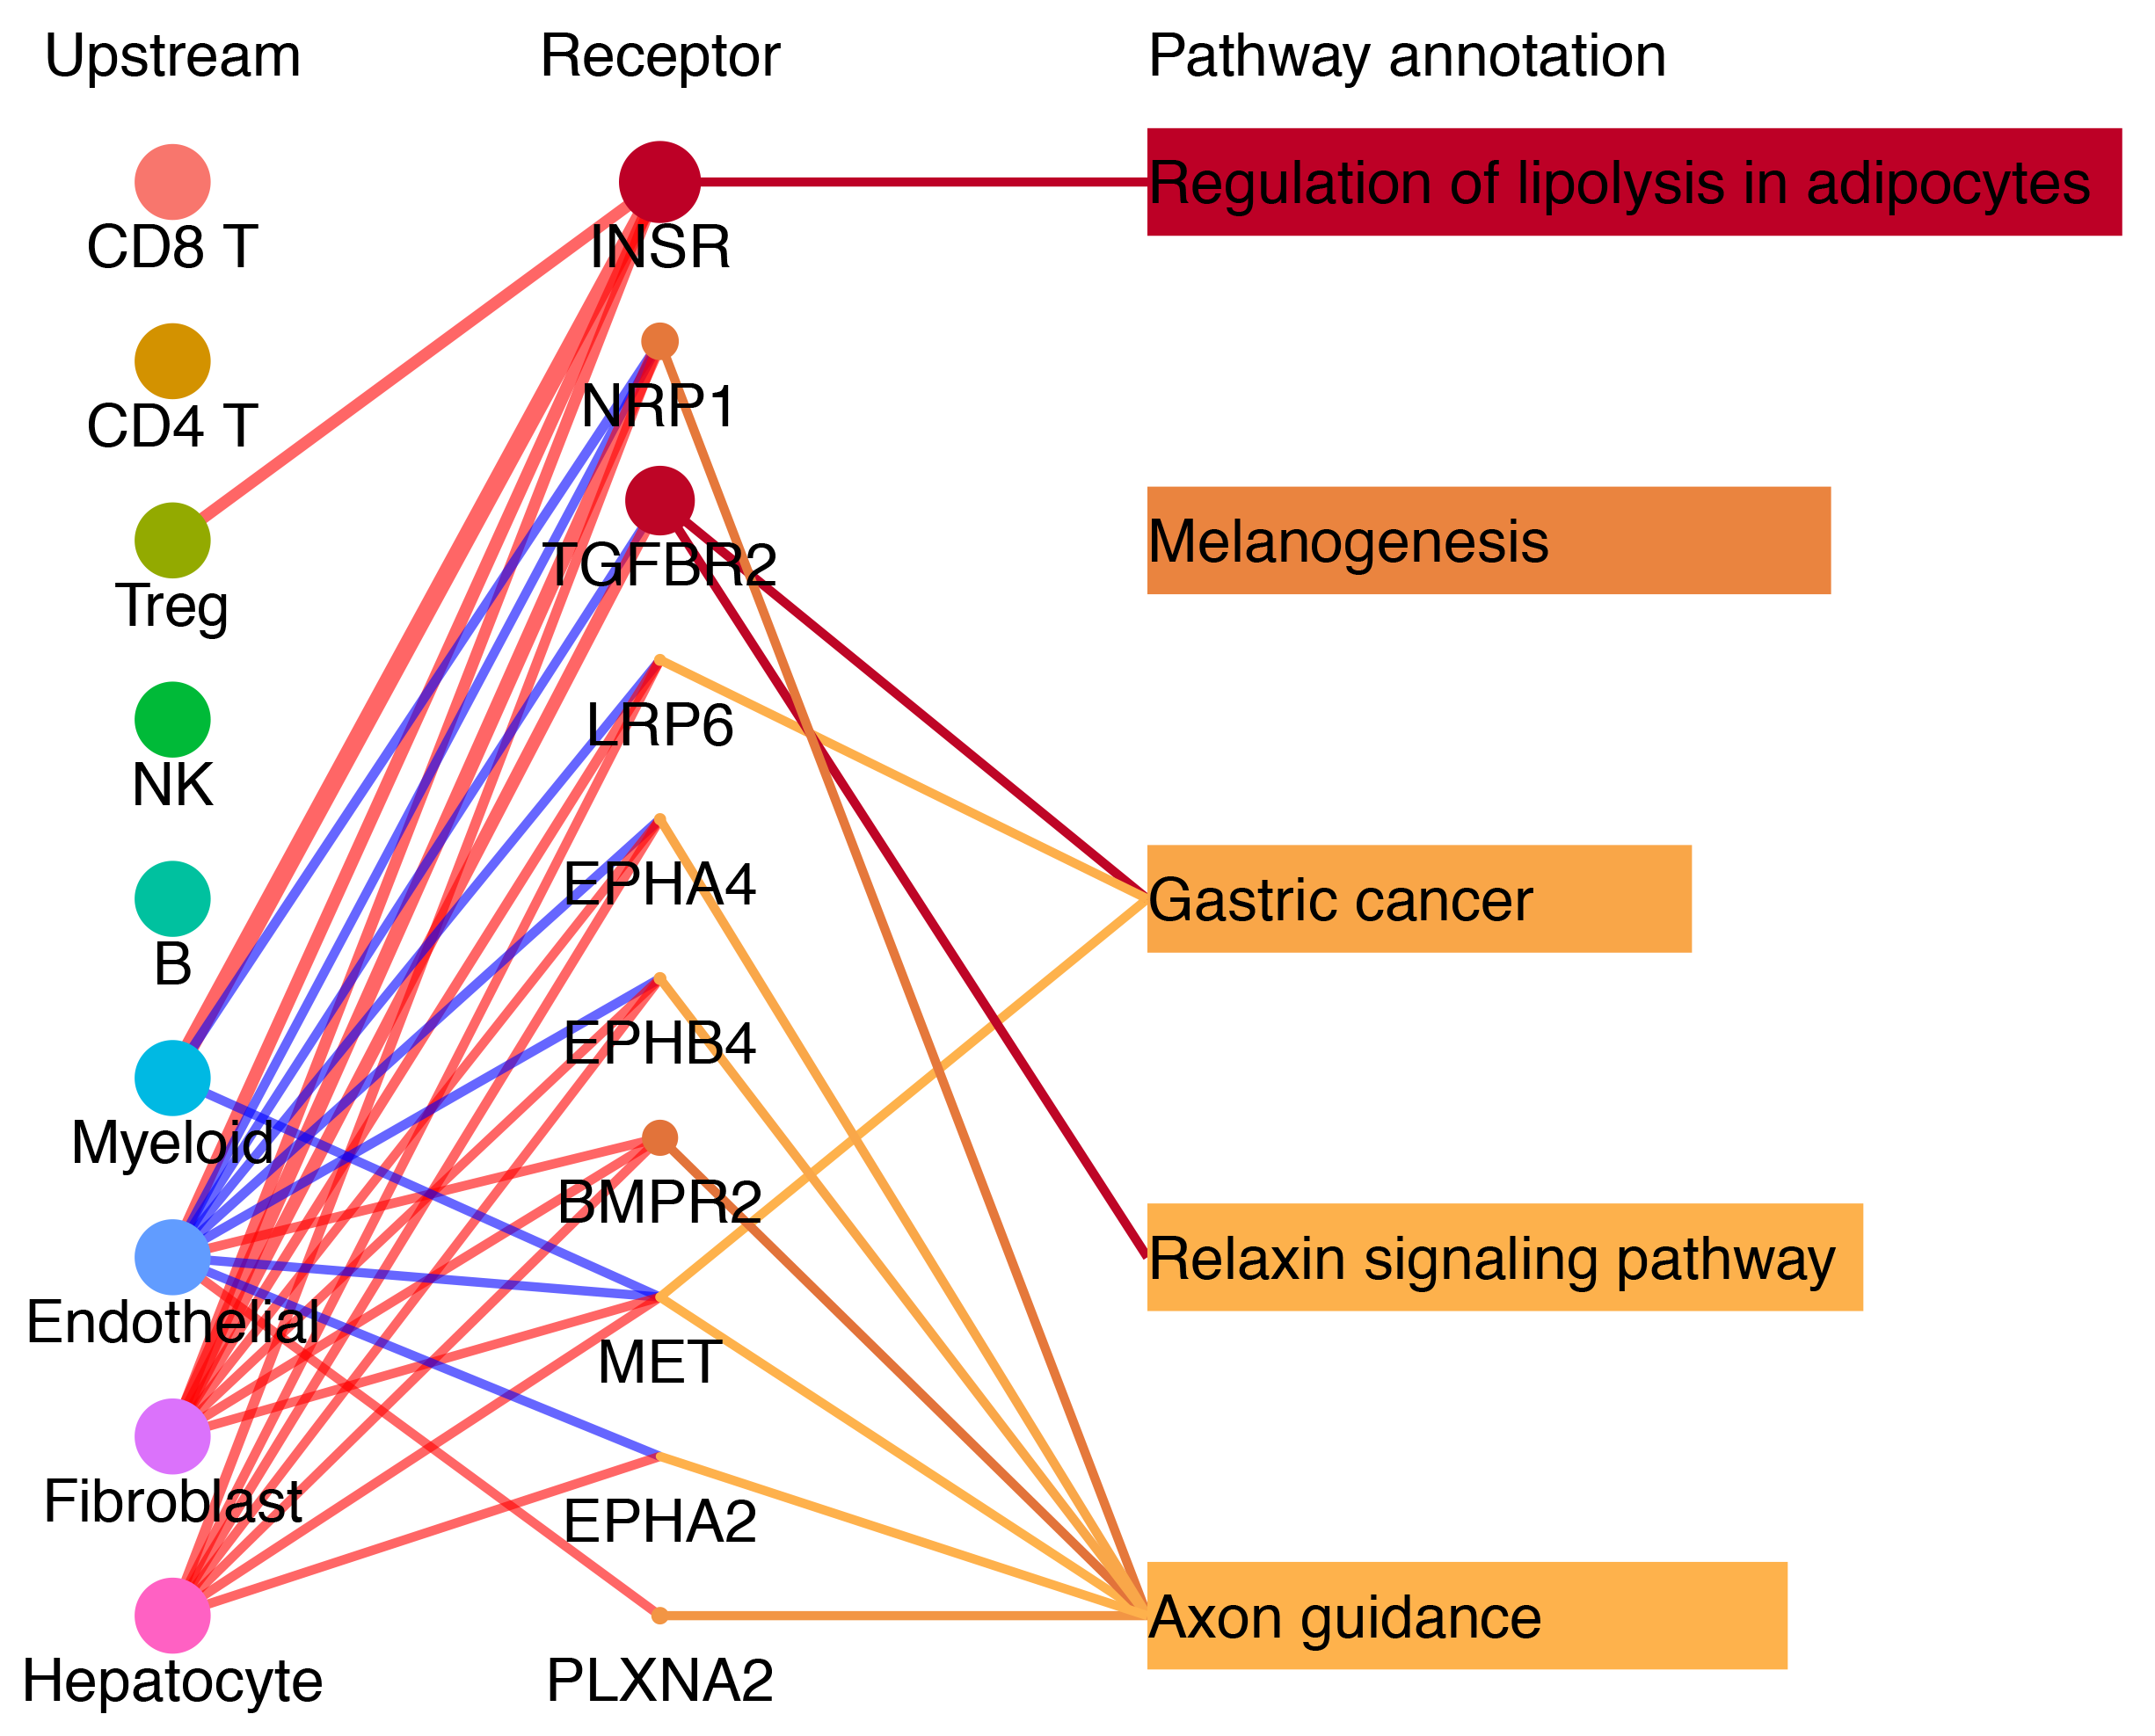 Upstream
Receptor
Pathway annotation
CD8 T
CD4 T
Treg
NK
B
Myeloid
Endothelial
Fibroblast
Hepatocyte
INSR
NRP1
TGFBR2
LRP6
EPHA4
EPHB4
BMPR2
MET
EPHA2
PLXNA2
Regulation of lipolysis in adipocytes
Melanogenesis
Gastric cancer
Relaxin signaling pathway
Axon guidance